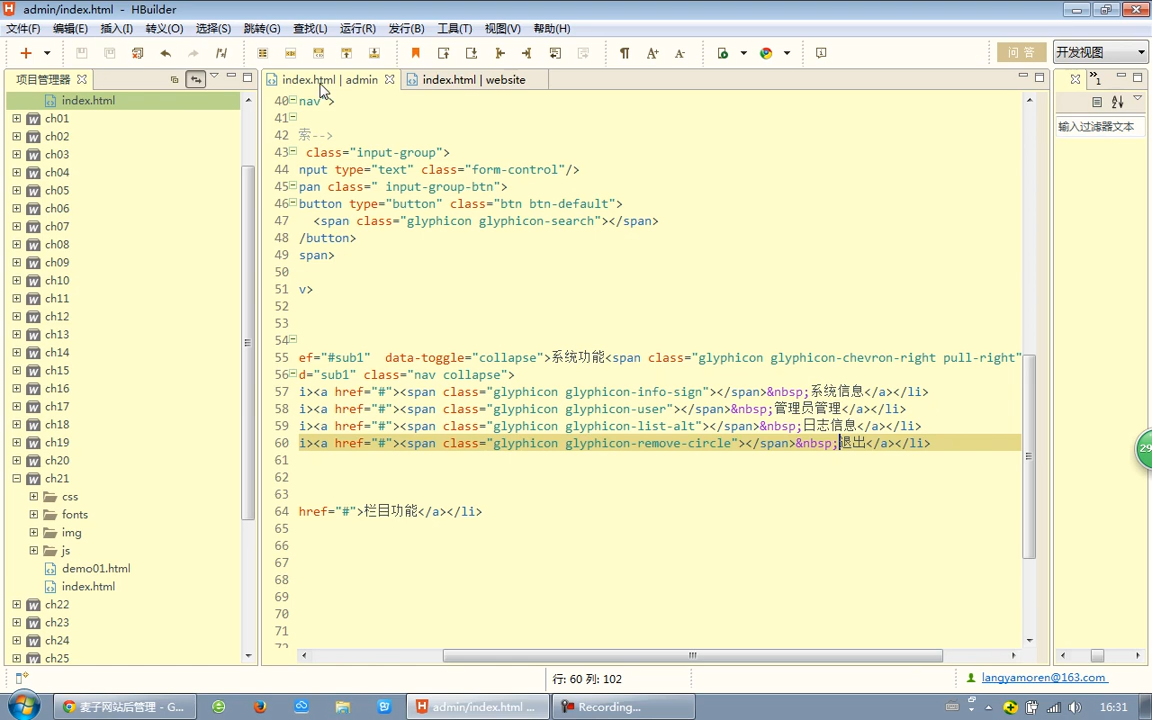 admin/index.html - HBuilder
文件(F) 编辑(E) 插入(I) 转义(O) 选择(S) 跳转(G) 查找(L) 运行(R) 发行(B) 工具(T) 视图(V) 帮助(H)
问 答 开发视图
项目管理器 index.html | admin index.html | website
index.html
ch01
ch02
ch03
ch04
ch05
ch06
ch07
ch08
ch09
ch10
ch11
ch12
ch13
ch14
ch15
ch16
ch17
ch18
ch19
ch20
ch21
css
fonts
img
js
demo01.html
index.html
ch22
ch23
ch24
ch25
40 nav">
41
42 索-->
43 class="input-group">
44 nput type="text" class="form-control"/>
45 pan class=" input-group-btn">
46 button type="button" class="btn btn-default">
47 <span class="glyphicon glyphicon-search"></span>
48 /button>
49 span>
50
51 v>
52
53
54
55 ef="#sub1"  data-toggle="collapse">系统功能<span class="glyphicon glyphicon-chevron-right pull-right"
56 d="sub1" class="nav collapse">
57 i><a href="#"><span class="glyphicon glyphicon-info-sign"></span>&nbsp;系统信息</a></li>
58 i><a href="#"><span class="glyphicon glyphicon-user"></span>&nbsp;管理员管理</a></li>
59 i><a href="#"><span class="glyphicon glyphicon-list-alt"></span>&nbsp;日志信息</a></li>
60 i><a href="#"><span class="glyphicon glyphicon-remove-circle"></span>&nbsp;退出</a></li>
61
62
63
64 href="#">栏目功能</a></li>
65
66
67
68
69
70
71
72
»1
输入过滤器文本
29
行: 60 列: 102
langyamoren@163.com
麦子网站后管理 - G...
admin/index.html ...
Recording...
16:31